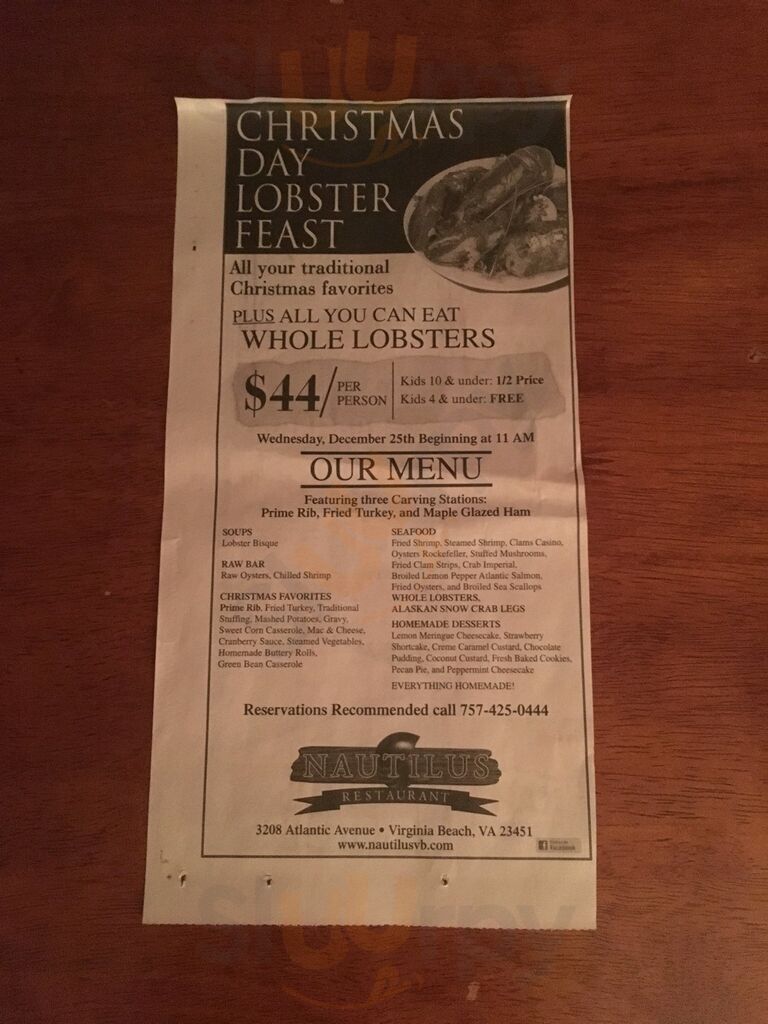 CHRISTMAS
DAY
LOBSTER
FEAST
All your traditional
Christmas favorites
PLUS ALL YOU CAN EAT
WHOLE LOBSTERS
$44/ PER PERSON
Kids 10 & under: 1/2 Price
Kids 4 & under: FREE
Wednesday, December 25th Beginning at 11 AM
OUR MENU
Featuring three Carving Stations:
Prime Rib, Fried Turkey, and Maple Glazed Ham
SOUPS
Lobster Bisque
RAW BAR
Raw Oysters, Chilled Shrimp
CHRISTMAS FAVORITES
Prime Rib, Fried Turkey, Traditional
Stuffing, Mashed Potatoes, Gravy,
Sweet Corn Casserole, Mac & Cheese,
Cranberry Sauce, Steamed Vegetables,
Homemade Buttery Rolls,
Green Bean Casserole
SEAFOOD
Fried Shrimp, Steamed Shrimp, Clams Casino,
Oysters Rockefeller, Stuffed Mushrooms,
Fried Clam Strips, Crab Imperial,
Broiled Lemon Pepper Atlantic Salmon,
Fried Oysters, and Broiled Sea Scallops
WHOLE LOBSTERS,
ALASKAN SNOW CRAB LEGS
HOMEMADE DESSERTS
Lemon Meringue Cheesecake, Strawberry
Shortcake, Creme Caramel Custard, Chocolate
Pudding, Coconut Custard, Fresh Baked Cookies,
Pecan Pie, and Peppermint Cheesecake
EVERYTHING HOMEMADE!
Reservations Recommended call 757-425-0444
NAUTILUS
RESTAURANT
3208 Atlantic Avenue • Virginia Beach, VA 23451
www.nautilusvb.com
Facebook
sluurpy
sluurpy